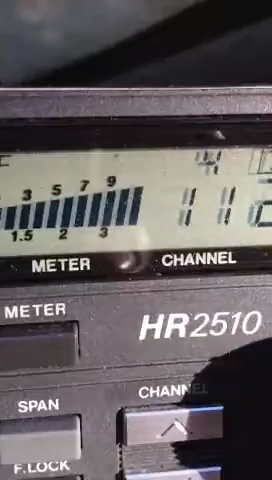 3 5 7 9
1.5 2 3
METER CHANNEL
METER
HR2510
SPAN
CHANNEL
F.LOCK